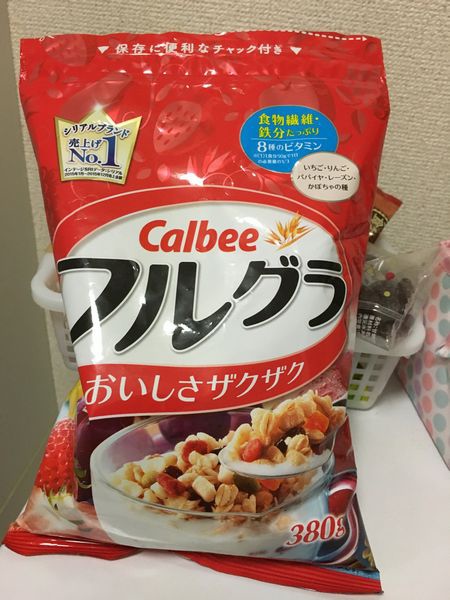 保存に便利なチャック付き
シリアルブランド
売上げ
No.1
食物繊維・
鉄分たっぷり
8種のビタミン
いちご・りんご・
パパイヤ・レーズン・
かぼちゃの種
Calbee
フルグラ
おいしさザクザク
380g